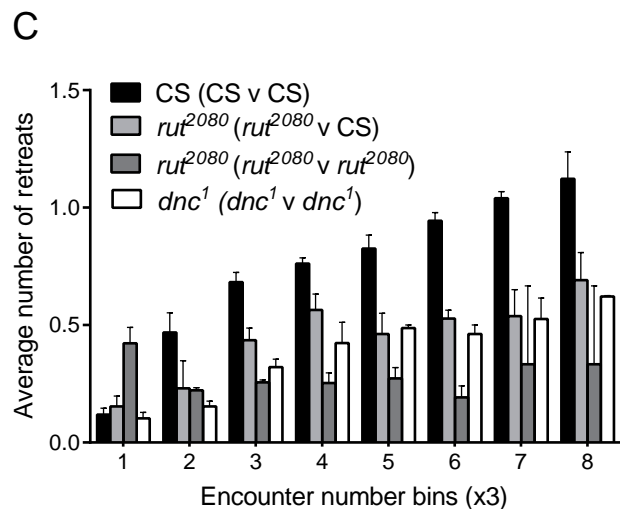 C
CS (CS v CS)
rut²⁰⁸⁰ (rut²⁰⁸⁰ v CS)
rut²⁰⁸⁰ (rut²⁰⁸⁰ v rut²⁰⁸⁰)
dnc¹ (dnc¹ v dnc¹)
Average number of retreats
1.5
1.0
0.5
0.0
1 2 3 4 5 6 7 8
Encounter number bins (x3)